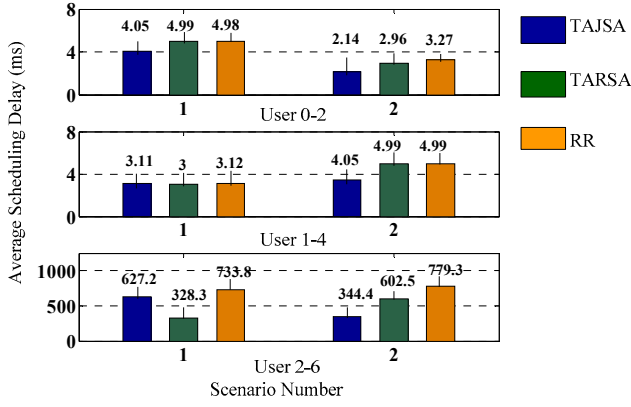 Average Scheduling Delay (ms)
8
4
0
4.05 4.99 4.98
2.14 2.96 3.27
1 2
User 0-2
8
4
0
3.11 3 3.12
4.05 4.99 4.99
1 2
User 1-4
1000
500
0
627.2 328.3 733.8
344.4 602.5 779.3
1 2
User 2-6
Scenario Number
TAJSA
TARSA
RR